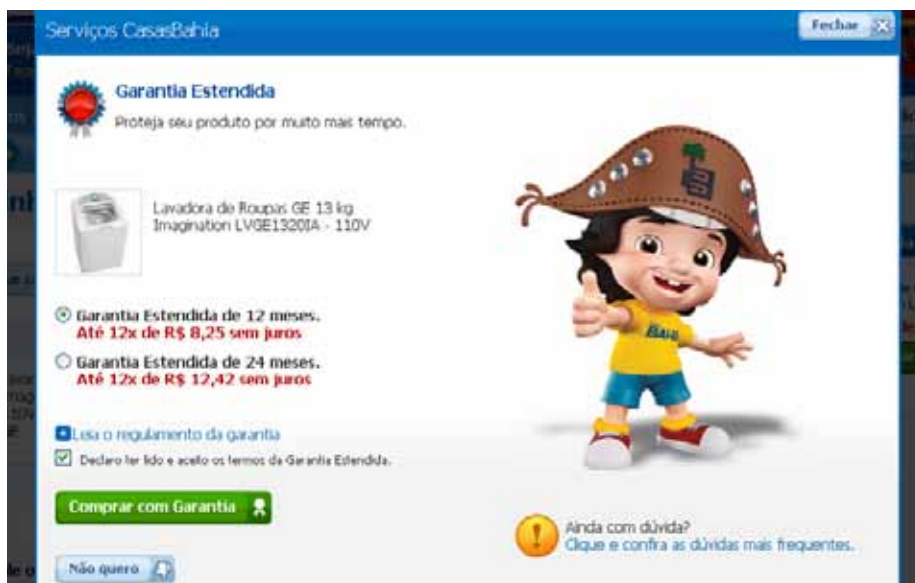 Serviços CasasBahia
Fechar
Garantia Estendida
Proteja seu produto por muito mais tempo.
Lavadora de Roupas GE 13 kg
Imagination LVGE1320IA - 110V
Garantia Estendida de 12 meses.
Até 12x de R$ 8,25 sem juros
Garantia Estendida de 24 meses.
Até 12x de R$ 12,42 sem juros
Leia o regulamento da garantia
Declaro ter lido e aceito os termos da Garantia Estendida.
Comprar com Garantia
Não quero
BAHIA
Ainda com dúvida?
Clique e confira as dúvidas mais frequentes.